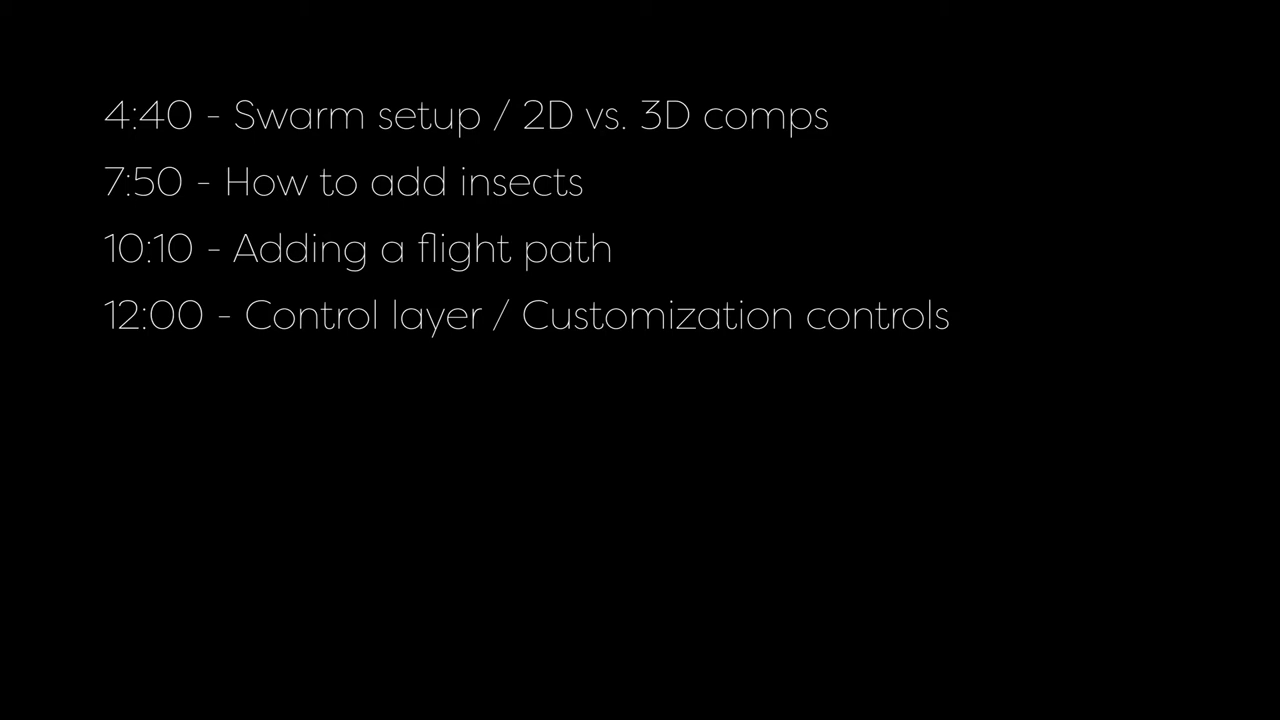 4:40 - Swarm setup / 2D vs. 3D comps
7:50 - How to add insects
10:10 - Adding a flight path
12:00 - Control layer / Customization controls